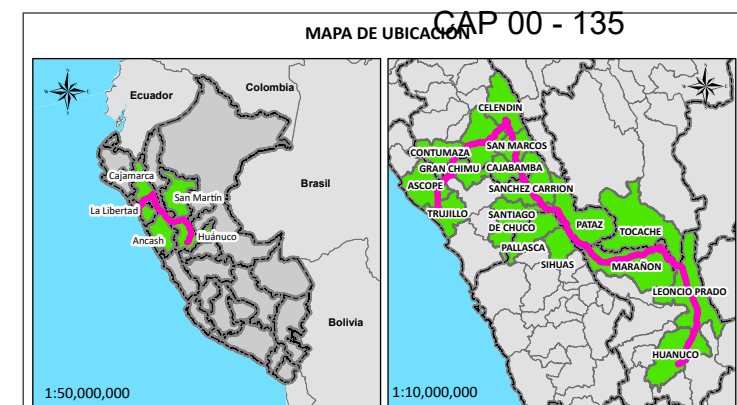 CAP 00 - 135
MAPA DE UBICACIÓN
Ecuador
Colombia
Cajamarca
San Martín
La Libertad
Brasil
Ancash
Huánuco
Bolivia
1:50,000,000
CELENDIN
CONTUMAZA
SAN MARCOS
GRAN CHIMU
CAJABAMBA
ASCOPE
SANCHEZ CARRION
TRUJILLO
SANTIAGO
DE CHUCO
PATAZ
TOCACHE
PALLASCA
SIHUAS
MARAÑON
LEONCIO PRADO
HUANUCO
1:10,000,000